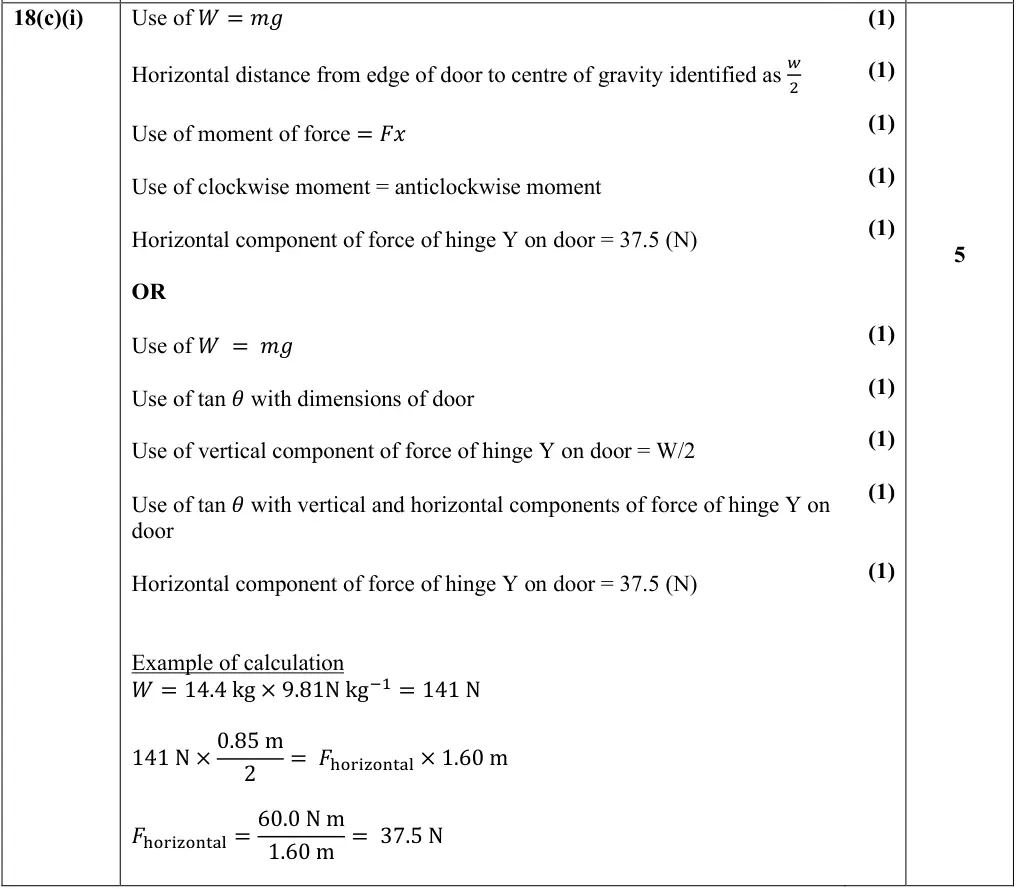 18(c)(i) Use of 𝑊 = 𝑚𝑔 (1)
Horizontal distance from edge of door to centre of gravity identified as 𝑤/2 (1)
Use of moment of force = 𝐹𝑥 (1)
Use of clockwise moment = anticlockwise moment (1)
Horizontal component of force of hinge Y on door = 37.5 (N) (1)
5
OR
Use of 𝑊 = 𝑚𝑔 (1)
Use of tan 𝜃 with dimensions of door (1)
Use of vertical component of force of hinge Y on door = W/2 (1)
Use of tan 𝜃 with vertical and horizontal components of force of hinge Y on (1)
door
Horizontal component of force of hinge Y on door = 37.5 (N) (1)
Example of calculation
𝑊 = 14.4 kg × 9.81N kg⁻¹ = 141 N
141 N × 0.85 m/2 = 𝐹horizontal × 1.60 m
𝐹horizontal = 60.0 N m/1.60 m = 37.5 N